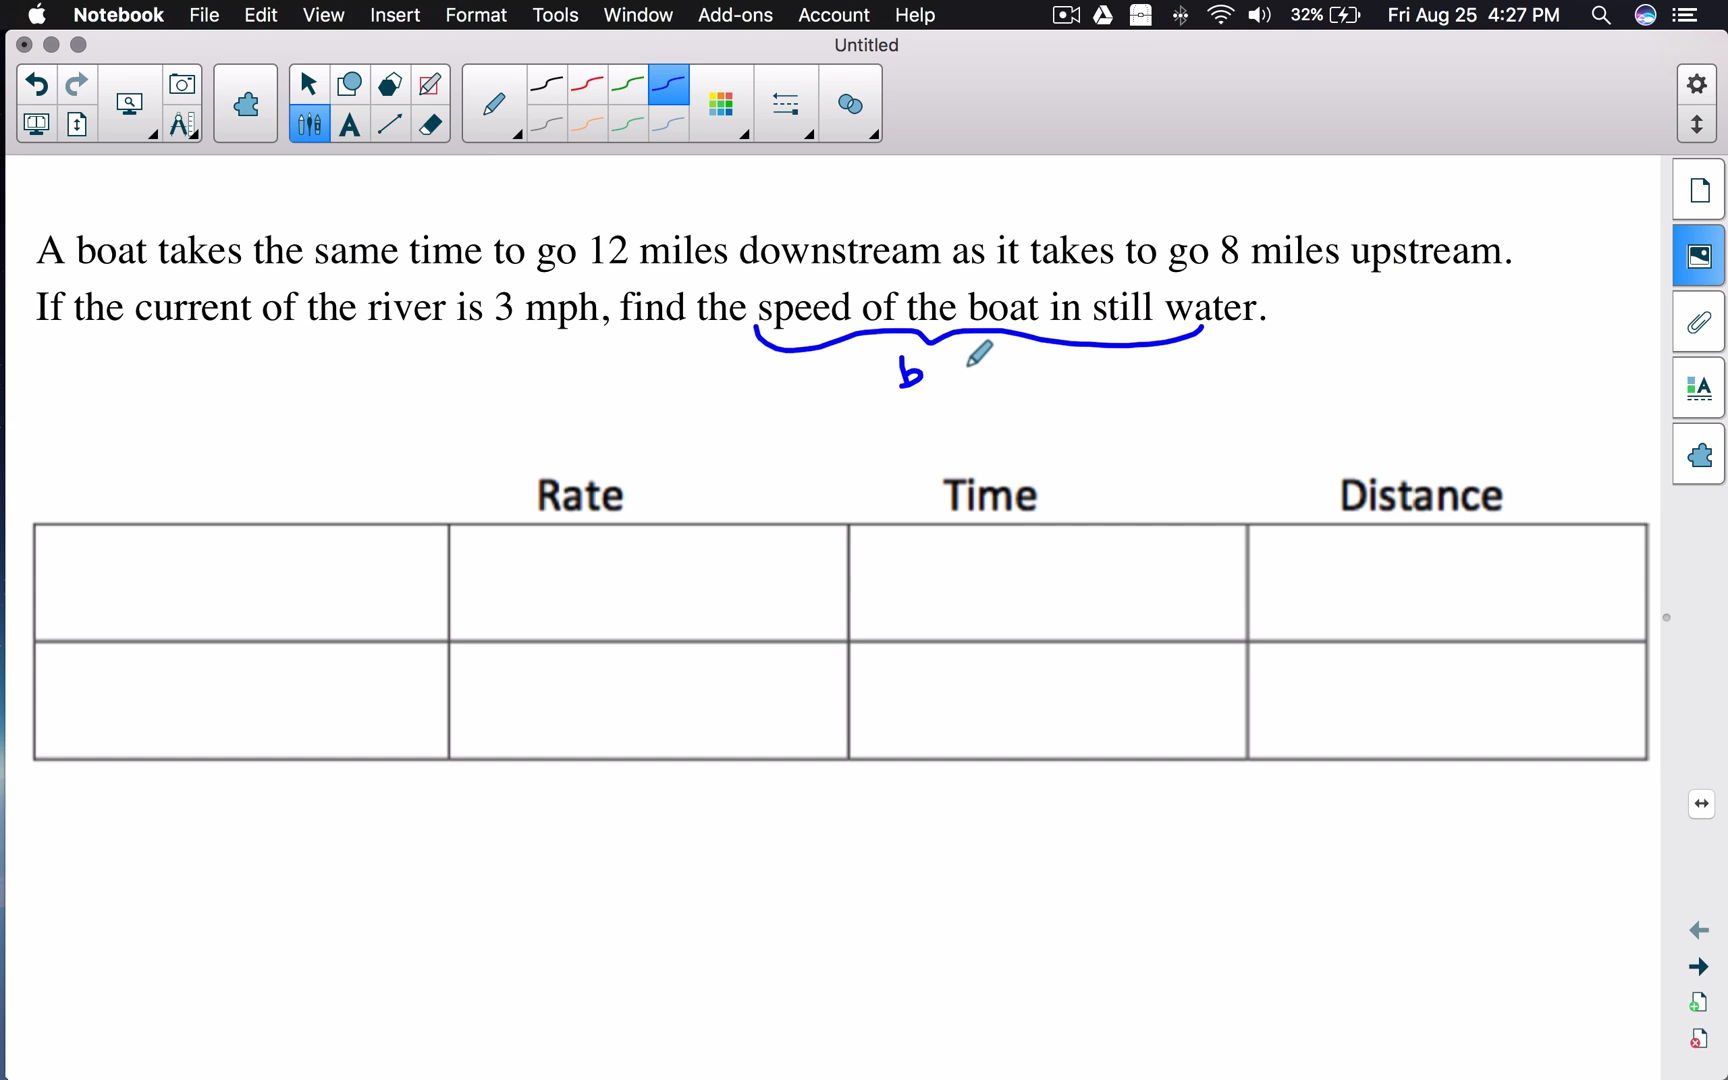 Notebook File Edit View Insert Format Tools Window Add-ons Account Help 32% Fri Aug 25 4:27 PM
Untitled
A boat takes the same time to go 12 miles downstream as it takes to go 8 miles upstream.
If the current of the river is 3 mph, find the speed of the boat in still water.
b
Rate Time Distance